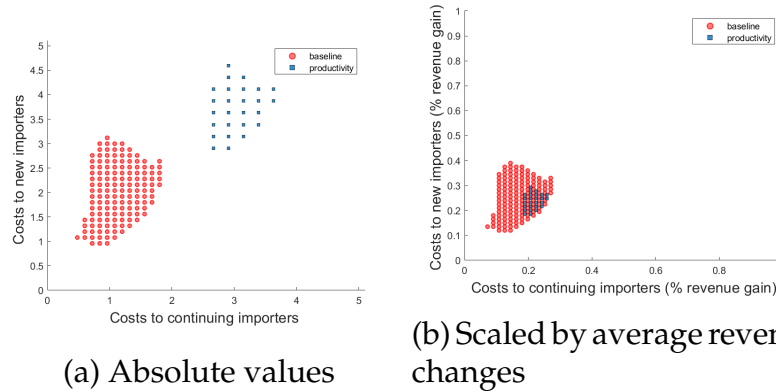 5
4.5
4
3.5
3
2.5
2
1.5
1
0.5
0
0 1 2 3 4 5
Costs to new importers
Costs to continuing importers
baseline
productivity
(a) Absolute values
1
0.9
0.8
0.7
0.6
0.5
0.4
0.3
0.2
0.1
0
0 0.2 0.4 0.6 0.8
Costs to new importers (% revenue gain)
Costs to continuing importers (% revenue gain)
baseline
productivity
(b) Scaled by average reven
changes